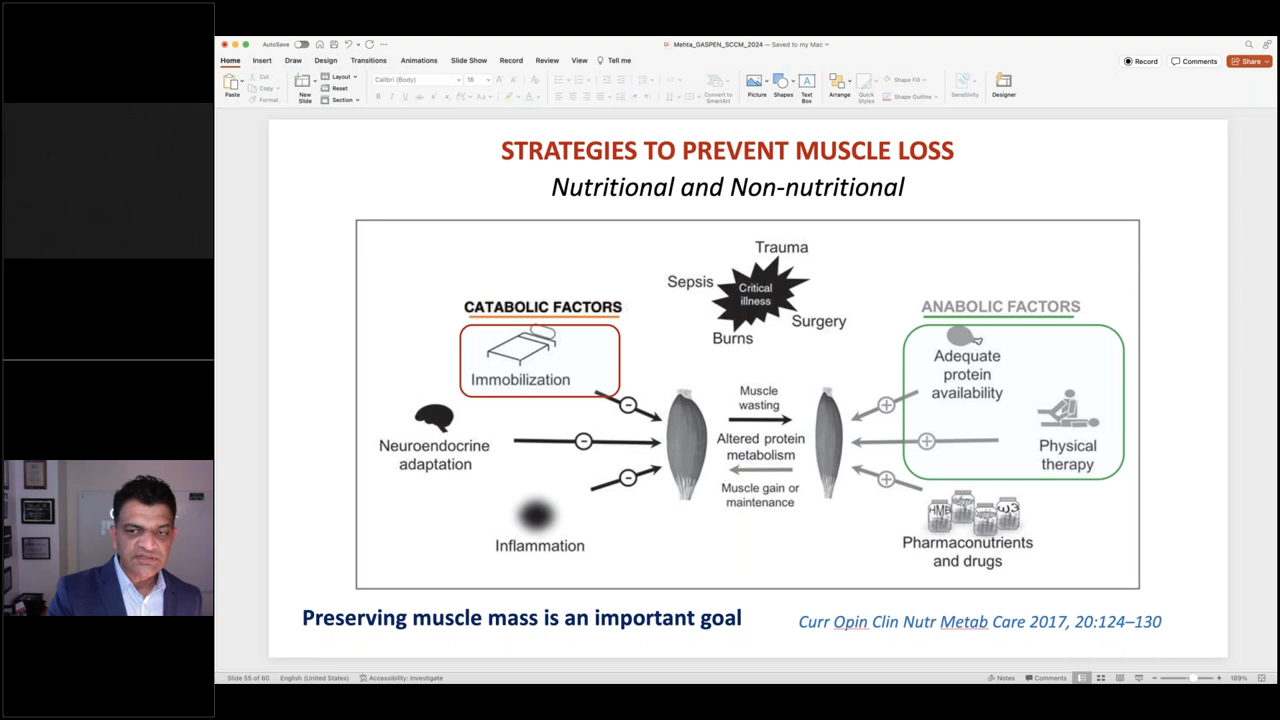 AutoSave
Mehta_GASPEN_SCCM_2024 — Saved to my Mac
Home Insert Draw Design Transitions Animations Slide Show Record Review View Tell me
Record Comments Share
Paste
Cut
Copy
Format
New
Slide
Layout
Reset
Section
Calibri (Body) 16
Convert to
SmartArt
Picture
Shapes
Text
Box
Arrange
Quick
Styles
Shape Fill
Shape Outline
Sensitivity
Designer
STRATEGIES TO PREVENT MUSCLE LOSS
Nutritional and Non-nutritional
Trauma
Sepsis
Critical
illness
Surgery
Burns
CATABOLIC FACTORS
Immobilization
Neuroendocrine
adaptation
Inflammation
Muscle
wasting
Altered protein
metabolism
Muscle gain or
maintenance
ANABOLIC FACTORS
Adequate
protein
availability
Physical
therapy
HMB
ω3
Pharmaconutrients
and drugs
Preserving muscle mass is an important goal
Curr Opin Clin Nutr Metab Care 2017, 20:124–130
Slide 55 of 60 English (United States) Accessibility: Investigate
Notes Comments 189%